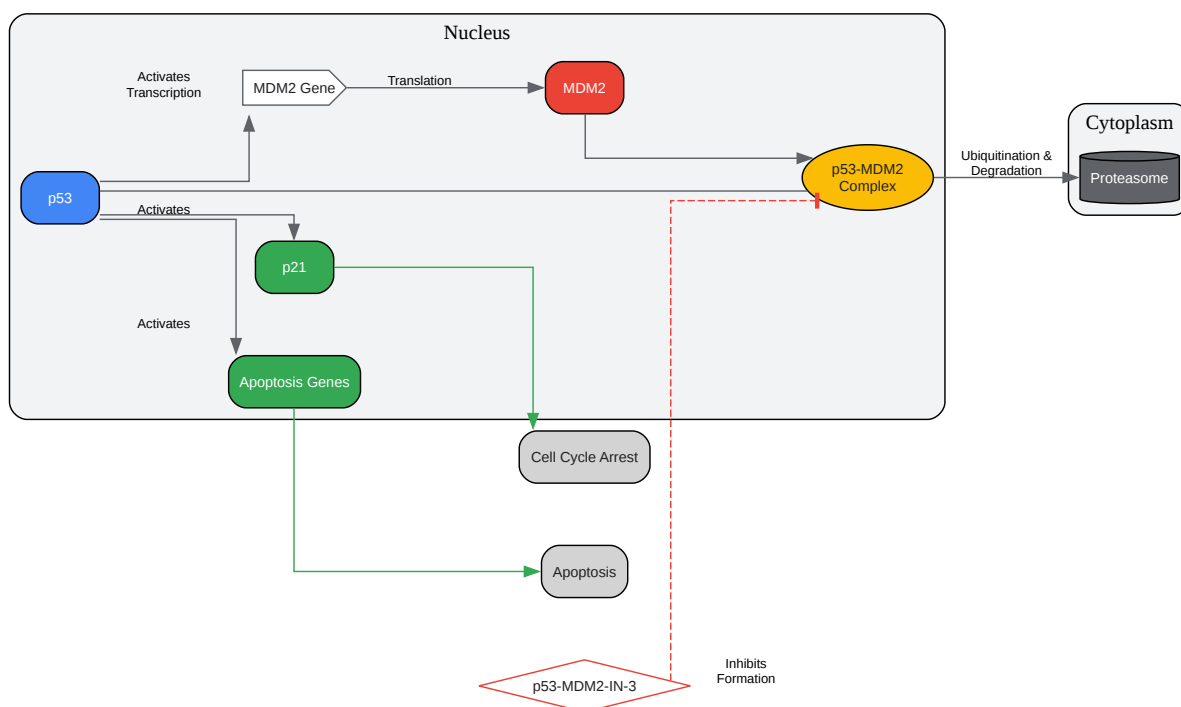 Nucleus
Activates
Transcription
MDM2 Gene
Translation
MDM2
Cytoplasm
p53-MDM2
Complex
Ubiquitination &
Degradation
Proteasome
p53
Activates
p21
Activates
Apoptosis Genes
Cell Cycle Arrest
Apoptosis
Inhibits
Formation
p53-MDM2-IN-3